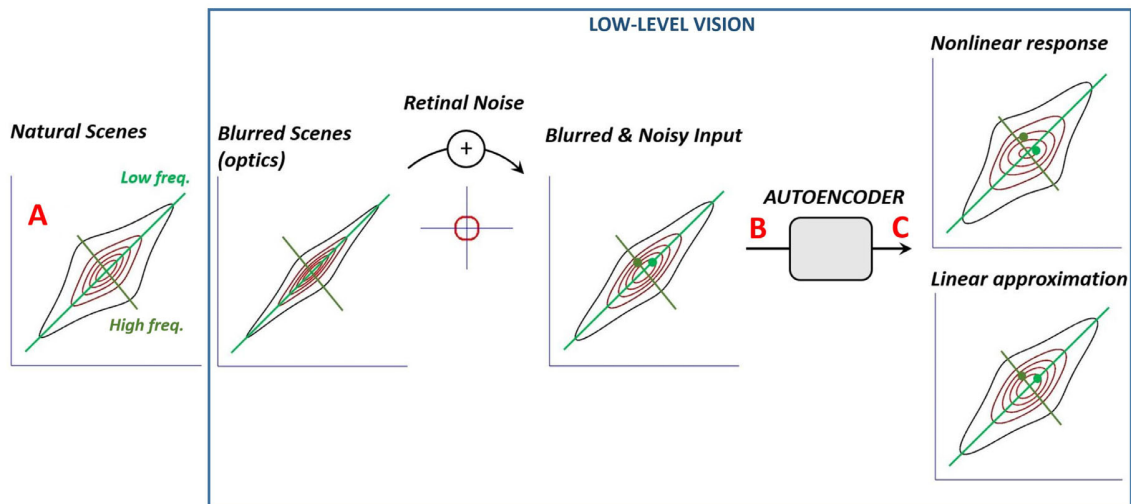 LOW-LEVEL VISION
Nonlinear response
Retinal Noise
+
Natural Scenes
Blurred Scenes
(optics)
Blurred & Noisy Input
Low freq.
A
High freq.
AUTOENCODER
B
C
Linear approximation